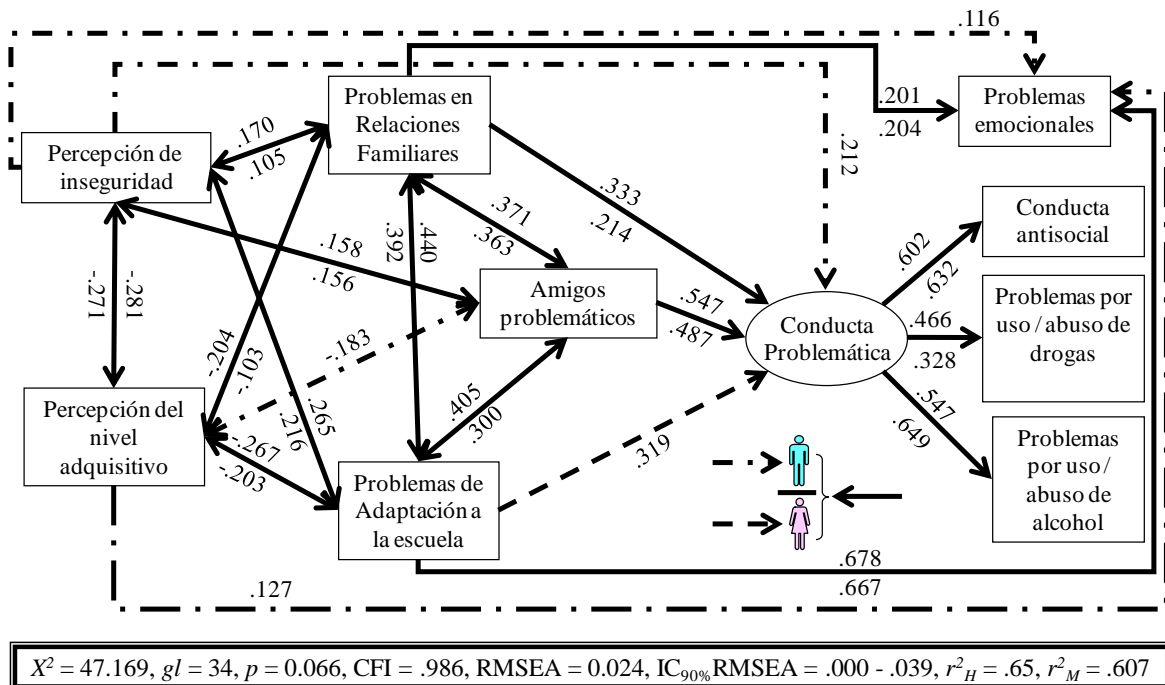 .116
Problemas en
Relaciones
Familiares
.201
.204
Problemas
emocionales
Percepción de
inseguridad
.170
.105
.212
.333
.214
Conducta
antisocial
.371
.363
.440
.392
.158
.156
.602
.632
Amigos
problemáticos
.547
.487
Conducta
Problemática
.466
.328
Problemas por
uso / abuso de
drogas
-.281
-.271
-.204
-.103
-.183
.265
.216
.405
.300
.319
.547
.649
Percepción del
nivel
adquisitivo
-.267
-.203
Problemas de
Adaptación a
la escuela
Problemas
por uso /
abuso de
alcohol
.678
.667
.127
X² = 47.169, gl = 34, p = 0.066, CFI = .986, RMSEA = 0.024, IC₉₀%RMSEA = .000 - .039, r²H = .65, r²M = .607